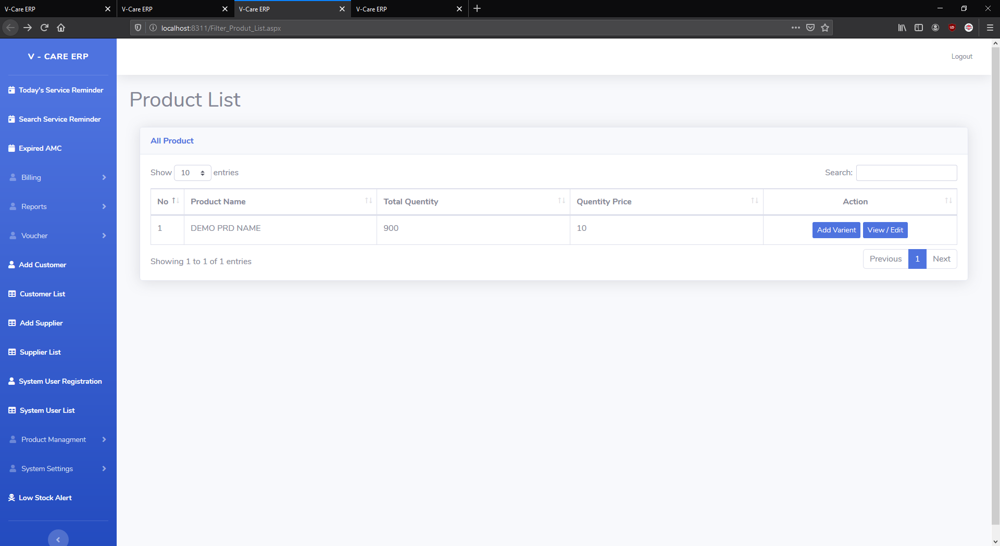 V-Care ERP
V-Care ERP
V-Care ERP
V-Care ERP
localhost:8311/Filter_Produt_List.aspx
V - CARE ERP
Logout
Today's Service Reminder
Search Service Reminder
Expired AMC
Billing
Reports
Voucher
Add Customer
Customer List
Add Supplier
Supplier List
System User Registration
System User List
Product Managment
System Settings
Low Stock Alert
Product List
All Product
Show 10 entries
Search:
No Product Name Total Quentity Quentity Price Action
1 DEMO PRD NAME 900 10 Add Varient View / Edit
Showing 1 to 1 of 1 entries
Previous 1 Next